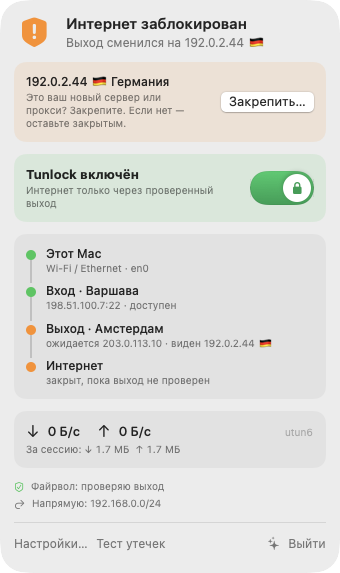 Интернет заблокирован
Выход сменился на 192.0.2.44 🇩🇪
192.0.2.44 🇩🇪 Германия
Это ваш новый сервер или
прокси? Закрепите. Если нет —
оставьте закрытым.
Закрепить...
Tunlock включён
Интернет только через проверенный
выход
Этот Mac
Wi-Fi / Ethernet · en0
Вход · Варшава
198.51.100.7:22 · доступен
Выход · Амстердам
ожидается 203.0.113.10 · виден 192.0.2.44 🇩🇪
Интернет
закрыт, пока выход не проверен
↓ 0 Б/с ↑ 0 Б/с utun6
За сессию: ↓ 1.7 МБ ↑ 1.7 МБ
Файрвол: проверяю выход
Напрямую: 192.168.0.0/24
Настройки... Тест утечек Выйти